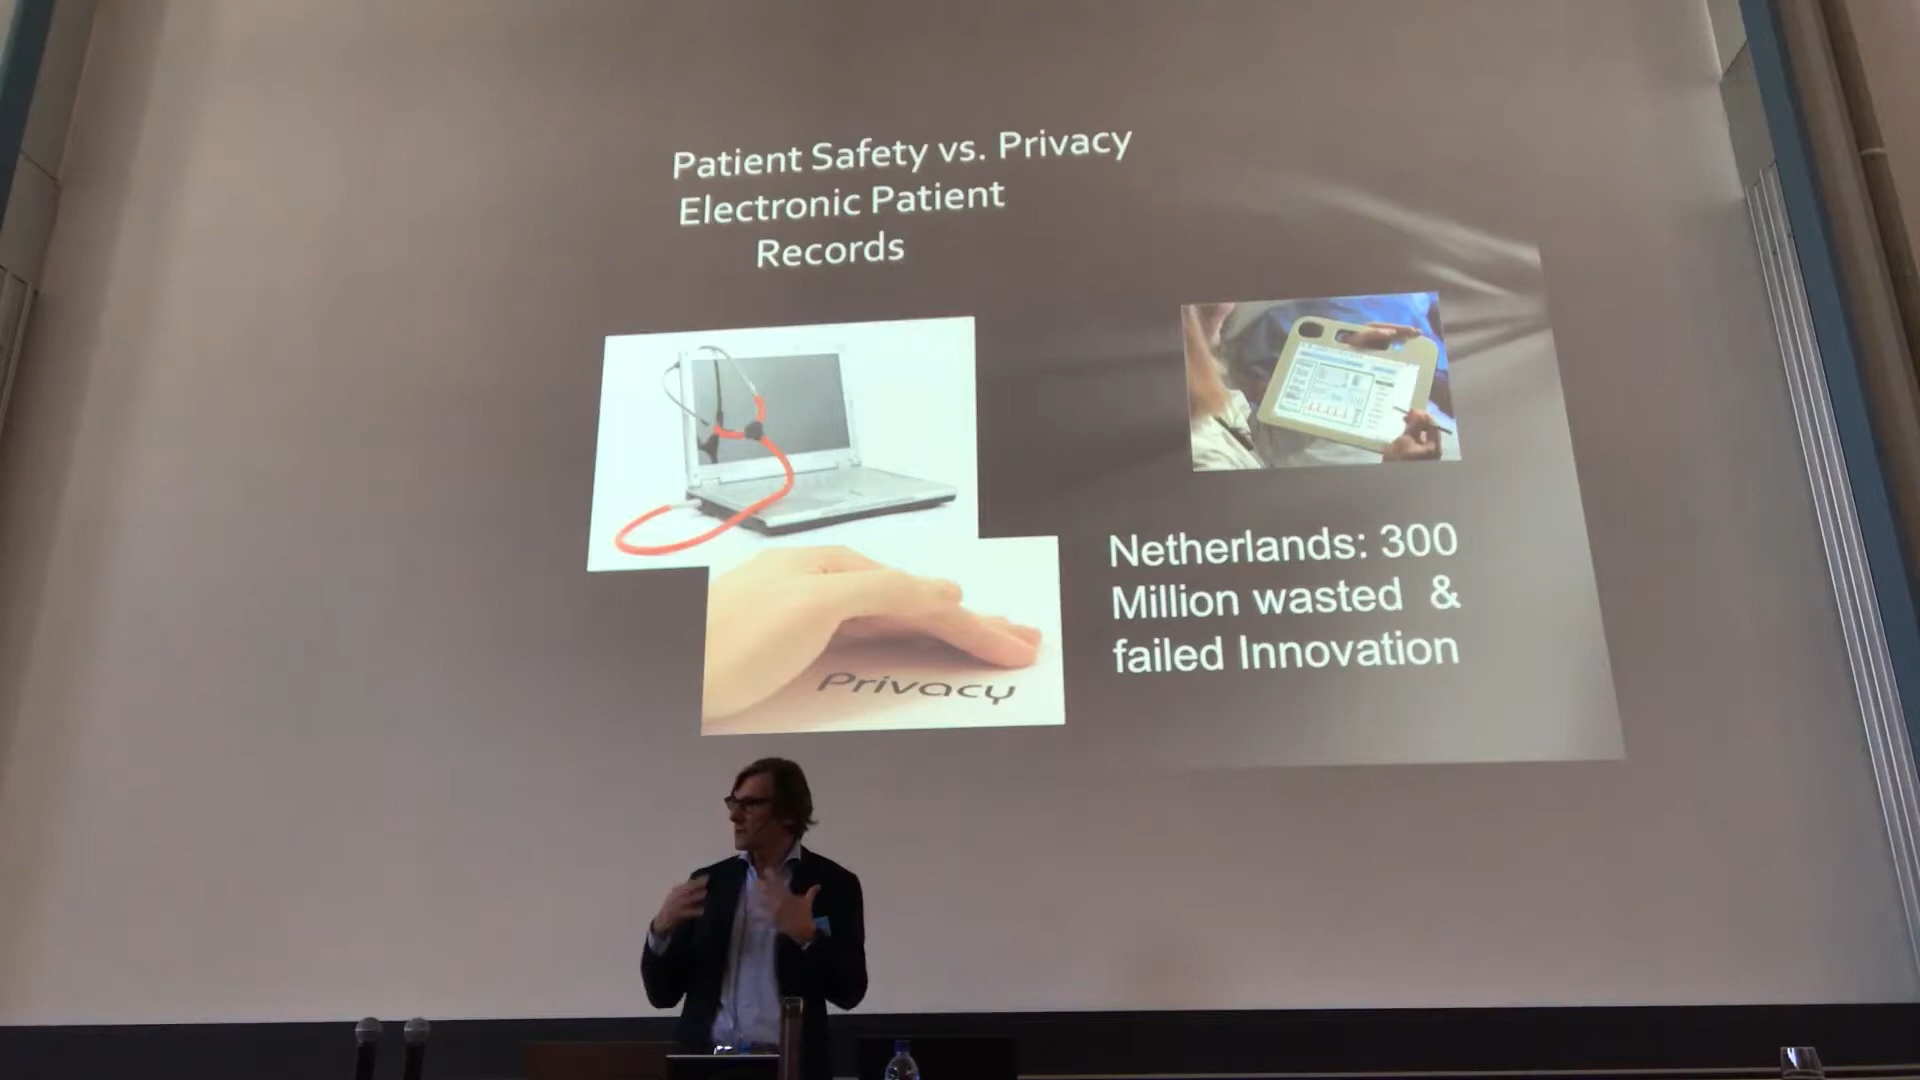 Patient Safety vs. Privacy
Electronic Patient
Records
Netherlands: 300
Million wasted &
failed Innovation
Privacy